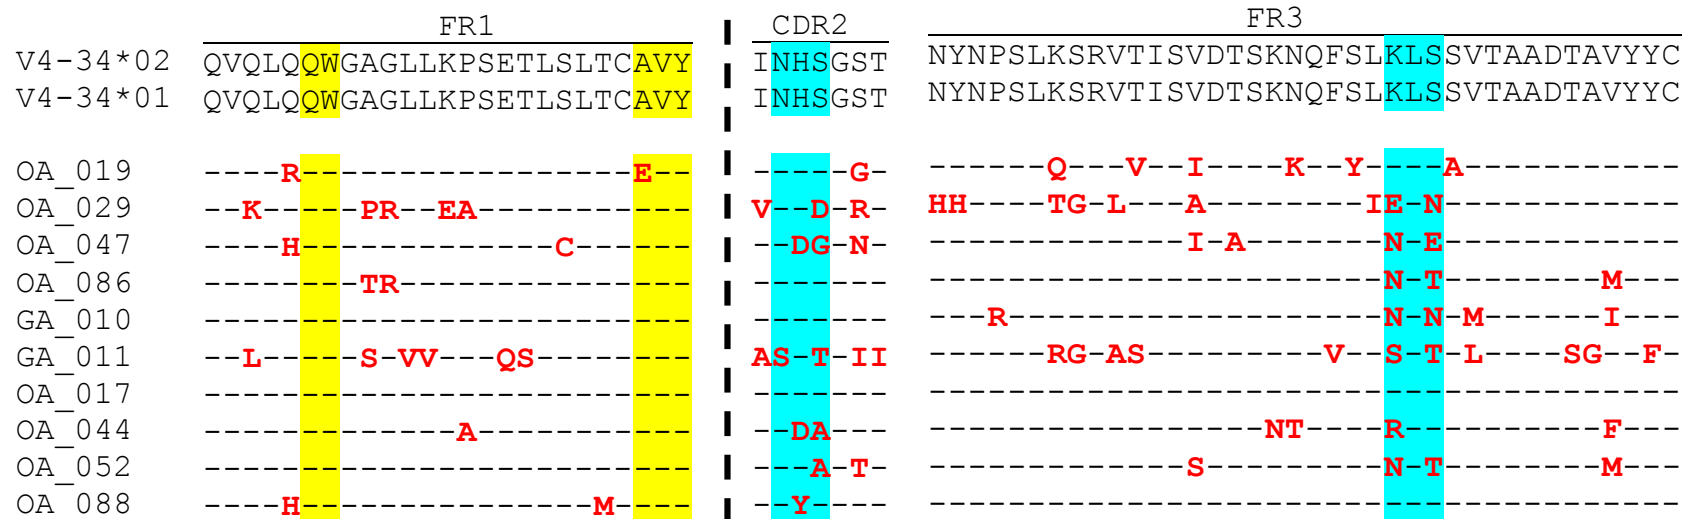 FR1 CDR2 FR3
V4-34*02 QVQLQQWGAGLLKPSETLSLTCAVY INHSGST NYNPSLKSRVTISVDTSKNQFSLKLSSVTAADTAVYYC
V4-34*01 QVQLQQWGAGLLKPSETLSLTCAVY INHSGST NYNPSLKSRVTISVDTSKNQFSLKLSSVTAADTAVYYC
OA_019 ----R-----------------E-- -----G- ------Q---V--I----K--Y----A-----------
OA_029 --K-----PR--EA----------- V--D-R- HH----TG-L---A--------IE-N------------
OA_047 ----H-------------C------ --DG-N- -------------I-A-------N-E------------
OA_086 --------TR--------------- ------- -----------------------N-T--------M---
GA_010 ------------------------- ------- ---R-------------------N-N-M------I---
GA_011 --L-----S-VV---QS-------- AS-T-II ------RG-AS---------V--S-T-L----SG--F-
OA_017 ------------------------- ------- --------------------------------------
OA_044 -------------A----------- --DA--- -----------------NT----R----------F---
OA_052 ------------------------- ---A-T- -------------S---------N-T--------M---
OA_088 ----H---------------M---- --Y---- --------------------------------------